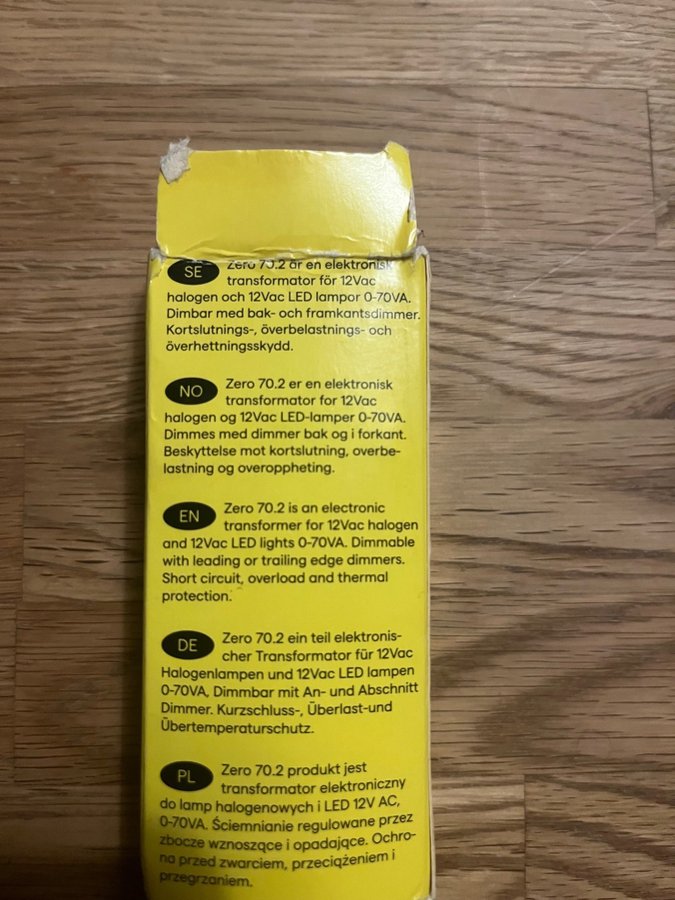 SE Zero 70.2 är en elektronisk
transformator för 12Vac
halogen och 12Vac LED lampor 0-70VA.
Dimbar med bak- och framkantsdimmer.
Kortslutnings-, överbelastnings- och
överhettningsskydd.
NO Zero 70.2 er en elektronisk
transformator for 12Vac
halogen og 12Vac LED-lamper 0-70VA.
Dimmes med dimmer bak og i forkant.
Beskyttelse mot kortslutning, overbe-
lastning og overoppheting.
EN Zero 70.2 is an electronic
transformer for 12Vac halogen
and 12Vac LED lights 0-70VA. Dimmable
with leading or trailing edge dimmers.
Short circuit, overload and thermal
protection.
DE Zero 70.2 ein teil elektronis-
cher Transformator für 12Vac
Halogenlampen und 12Vac LED lampen
0-70VA, Dimmbar mit An- und Abschnitt
Dimmer. Kurzschluss-, Überlast-und
Übertemperaturschutz.
PL Zero 70.2 produkt jest
transformator elektroniczny
do lamp halogenowych i LED 12V AC,
0-70VA. Ściemnianie regulowane przez
zbocze wznoszące i opadające. Ochro-
na przed zwarciem, przeciążeniem i
przegrzaniem.